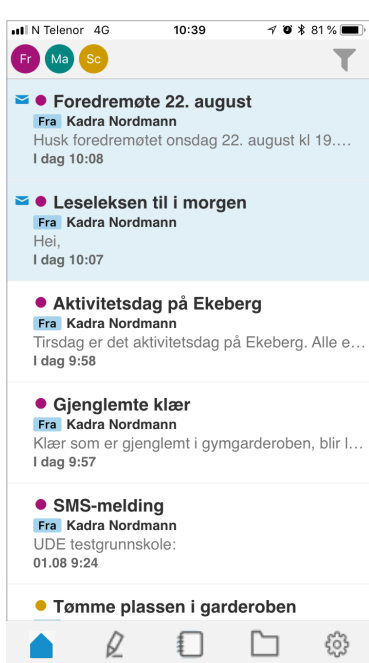 N Telenor 4G 10:39 81 %
Fr Ma Sc
Foredremøte 22. august
Fra Kadra Nordmann
Husk foredremøtet onsdag 22. august kl 19.…
I dag 10:08
Leseleksen til i morgen
Fra Kadra Nordmann
Hei,
I dag 10:07
Aktivitetsdag på Ekeberg
Fra Kadra Nordmann
Tirsdag er det aktivitetsdag på Ekeberg. Alle e…
I dag 9:58
Gjenglemte klær
Fra Kadra Nordmann
Klær som er gjenglemt i gymgarderoben, blir l…
I dag 9:57
SMS-melding
Fra Kadra Nordmann
UDE testgrunnskole:
01.08 9:24
Tømme plassen i garderoben